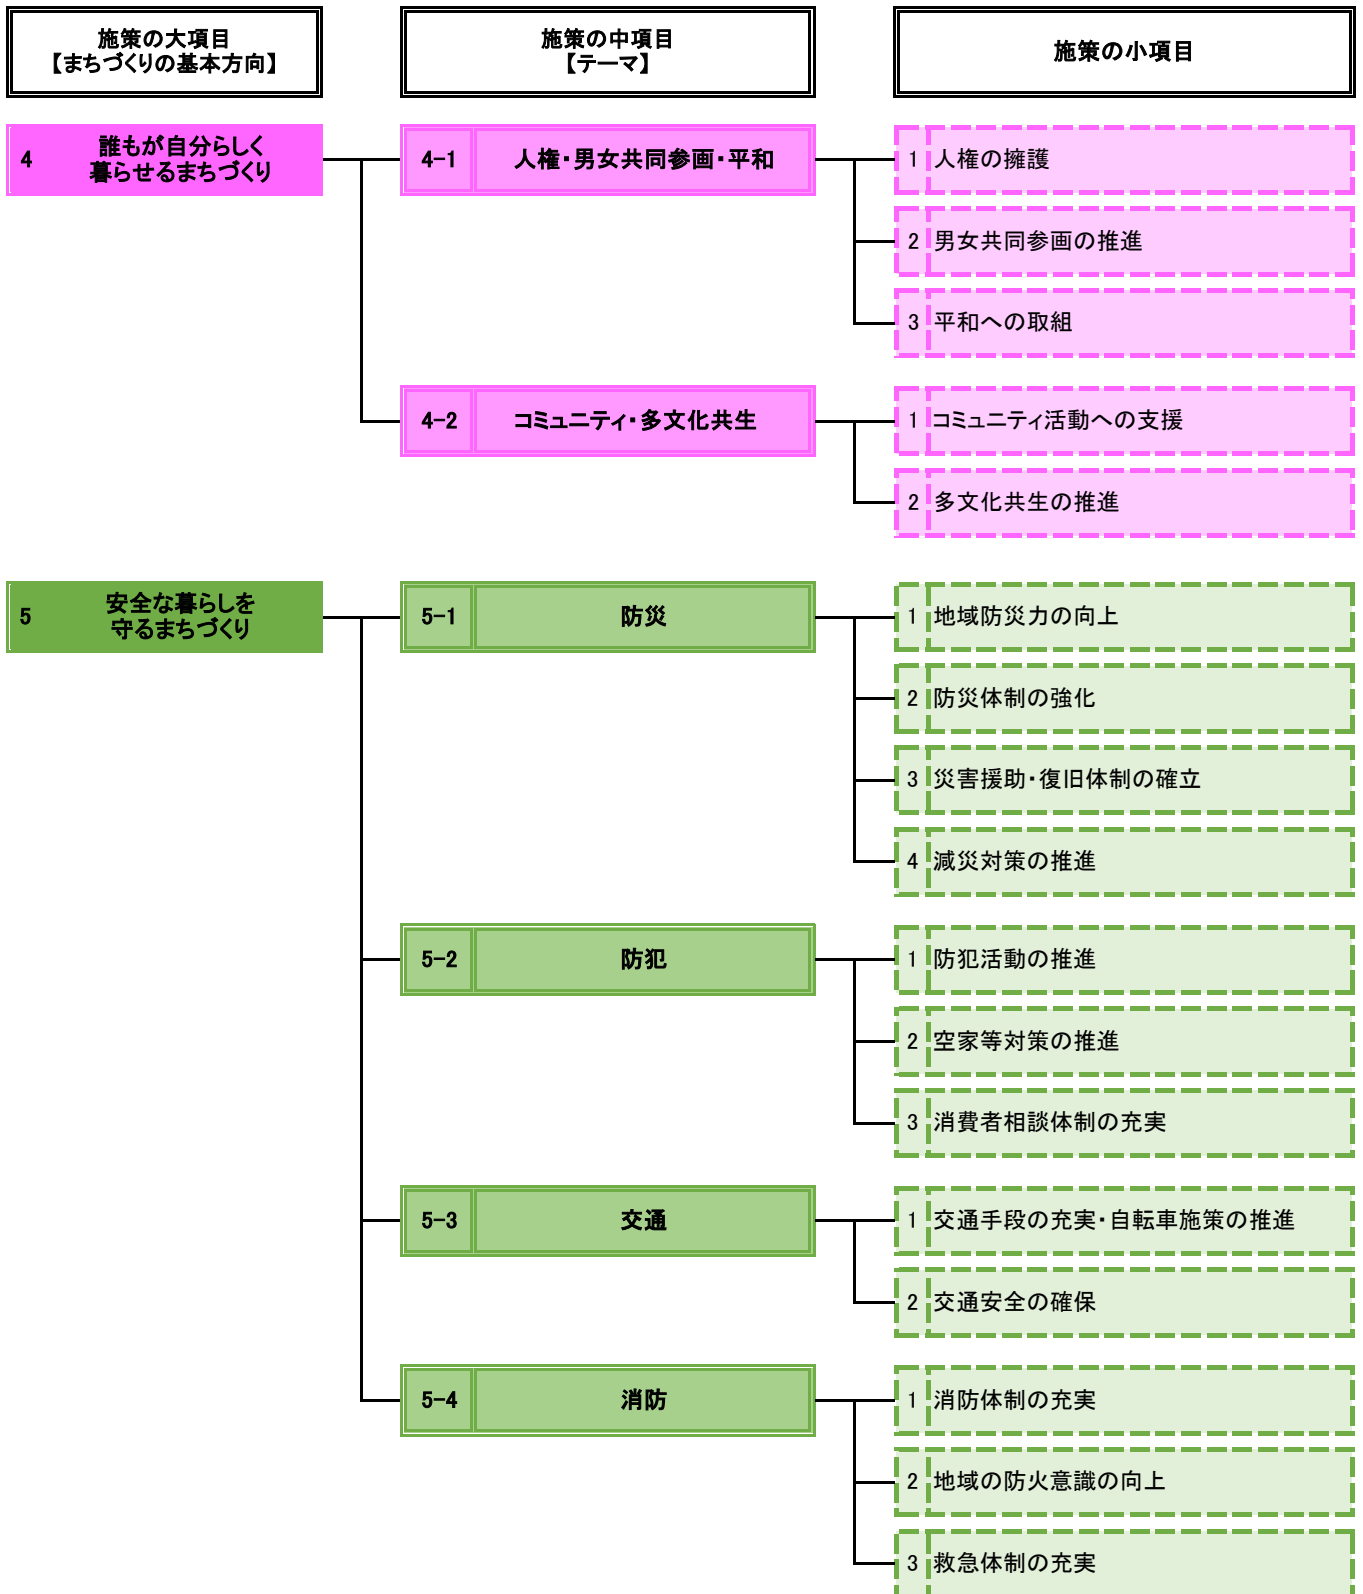 施策の大項目
【まちづくりの基本方向】
施策の中項目
【テーマ】
施策の小項目
4
誰もが自分らしく
暮らせるまちづくり
4-1
人権・男女共同参画・平和
1 人権の擁護
2 男女共同参画の推進
3 平和への取組
4-2
コミュニティ・多文化共生
1 コミュニティ活動への支援
2 多文化共生の推進
5
安全な暮らしを
守るまちづくり
5-1
防災
1 地域防災力の向上
2 防災体制の強化
3 災害援助・復旧体制の確立
4 減災対策の推進
5-2
防犯
1 防犯活動の推進
2 空家等対策の推進
3 消費者相談体制の充実
5-3
交通
1 交通手段の充実・自転車施策の推進
2 交通安全の確保
5-4
消防
1 消防体制の充実
2 地域の防火意識の向上
3 救急体制の充実